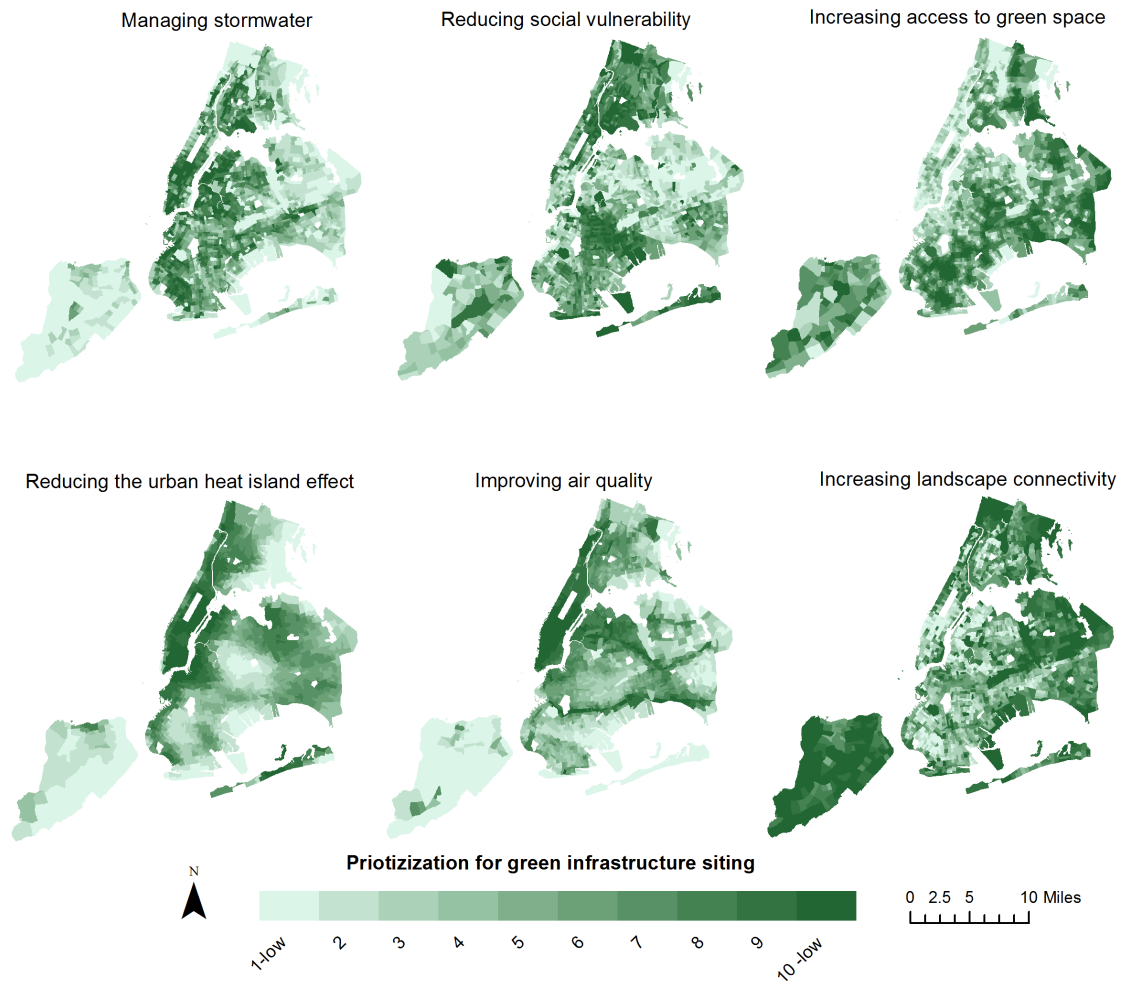 Managing stormwater
Reducing social vulnerability
Increasing access to green space
Reducing the urban heat island effect
Improving air quality
Increasing landscape connectivity
N
Priotizization for green infrastructure siting
1-low
2
3
4
5
6
7
8
9
10 -low
0 2.5 5 10 Miles